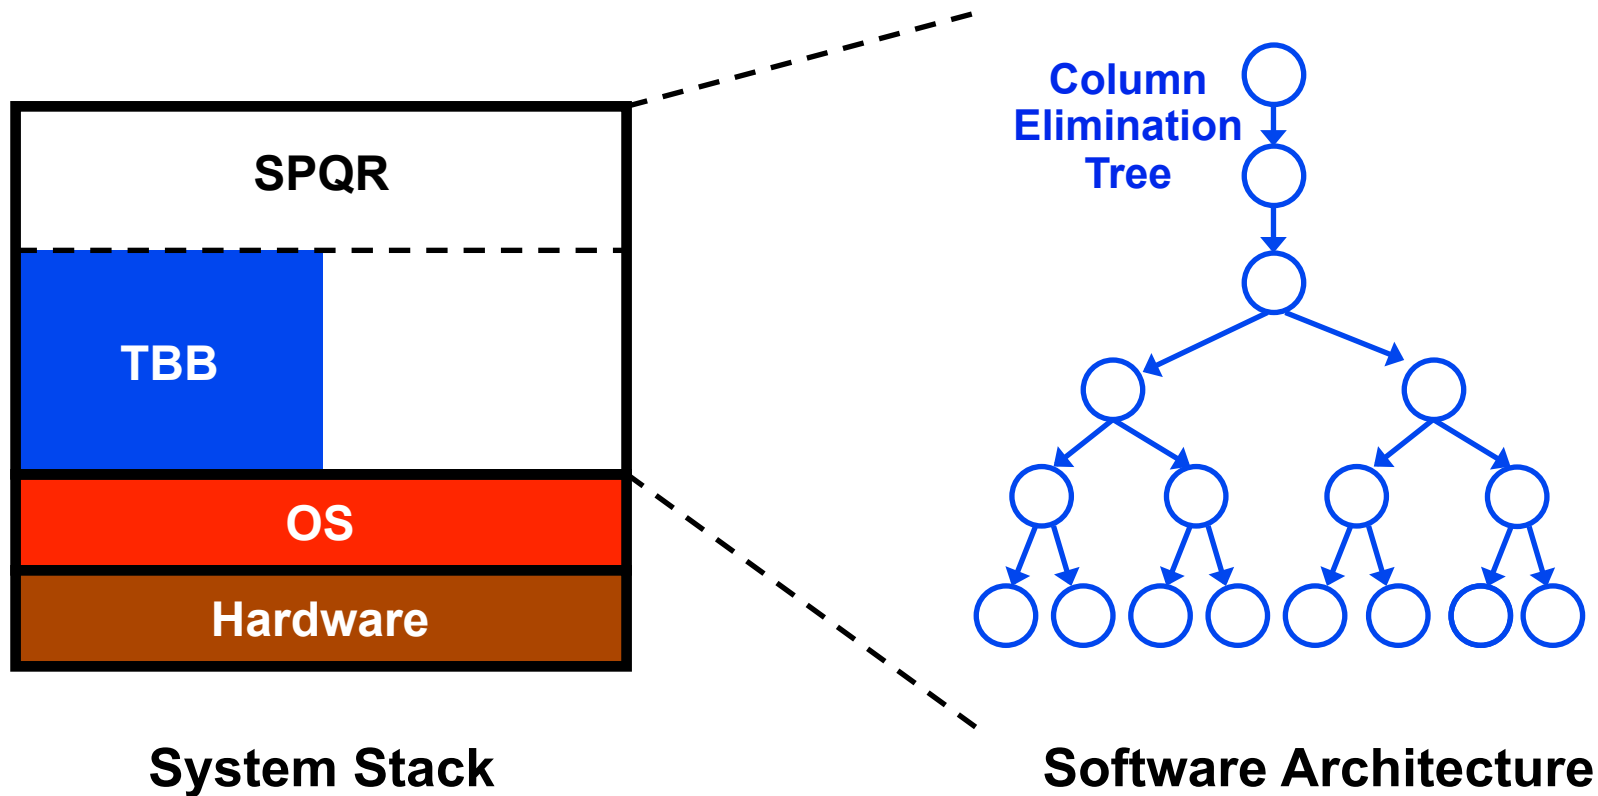 SPQR
TBB
OS
Hardware
System Stack
Column
Elimination
Tree
Software Architecture